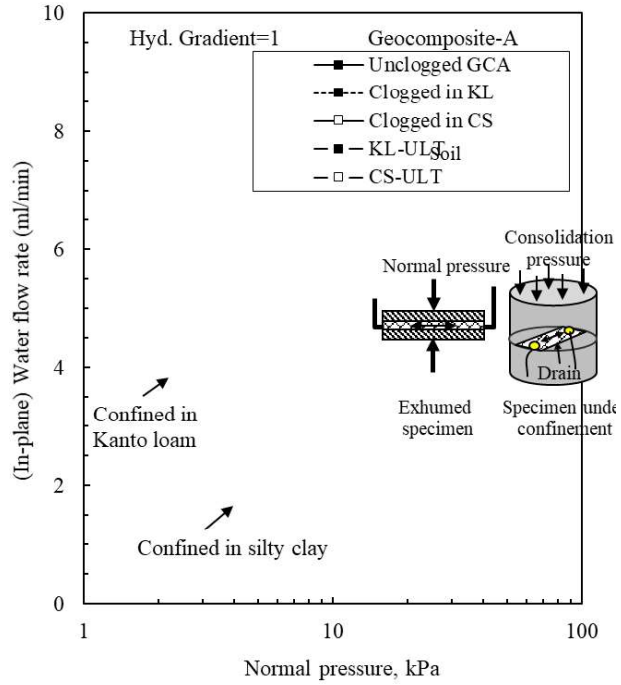 Hyd. Gradient=1
Geocomposite-A
Unclogged GCA
Clogged in KL
Clogged in CS
KL-ULT
Soil
CS-ULT
(In-plane) Water flow rate (ml/min)
10
8
6
4
2
0
Consolidation
pressure
Normal pressure
Drain
Exhumed
specimen
Specimen unde
confinement
Confined in
Kanto loam
Confined in silty clay
1
10
100
Normal pressure, kPa